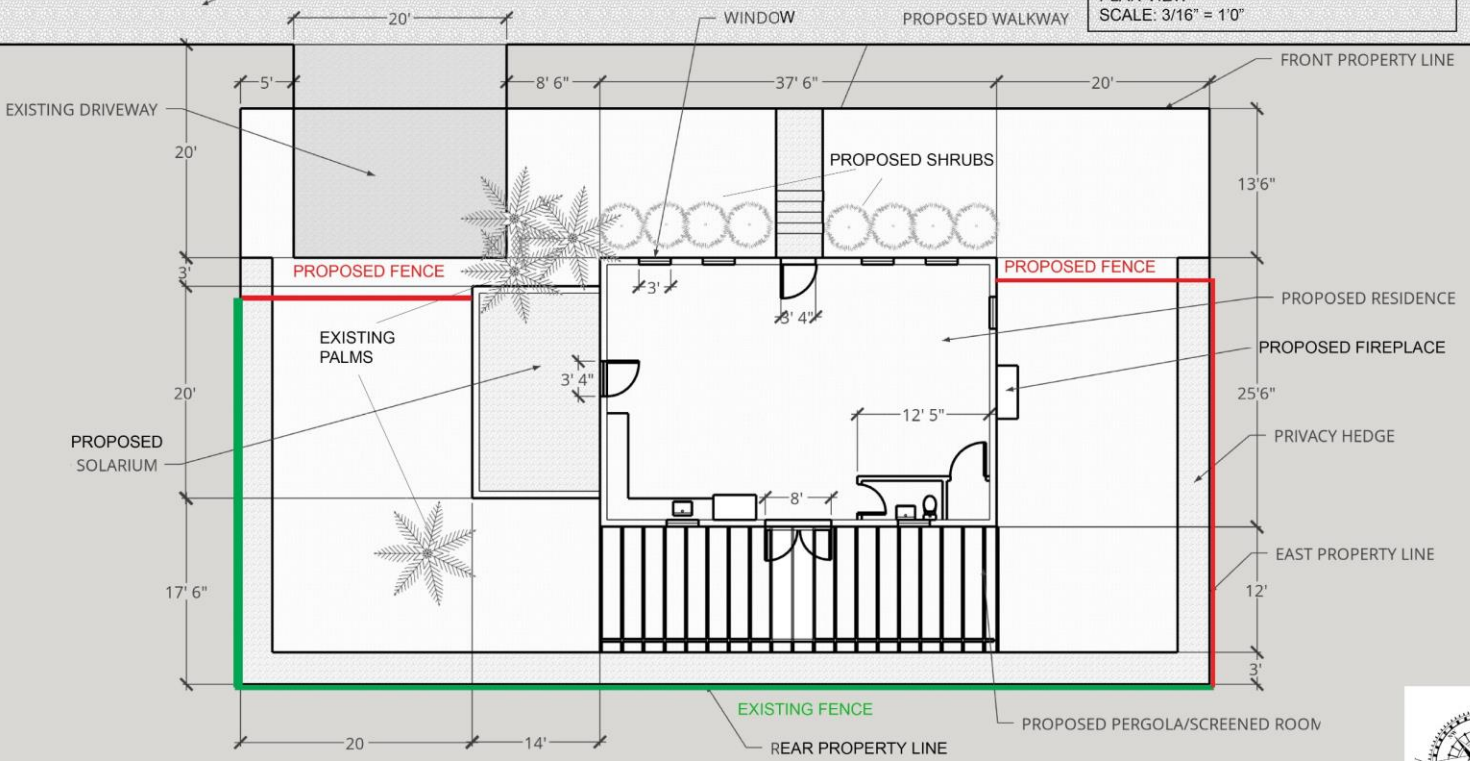 SCALE: 3/16" = 1'0"
20'
WINDOW
PROPOSED WALKWAY
FRONT PROPERTY LINE
5'
8' 6"
37' 6"
20'
EXISTING DRIVEWAY
20'
PROPOSED SHRUBS
13'6"
3'
PROPOSED FENCE
PROPOSED FENCE
3'
3' 4"
PROPOSED RESIDENCE
EXISTING
PALMS
PROPOSED FIREPLACE
3' 4"
20'
25'6"
12' 5"
PROPOSED
SOLARIUM
PRIVACY HEDGE
8'
EAST PROPERTY LINE
17' 6"
12'
3'
EXISTING FENCE
PROPOSED PERGOLA/SCREENED ROOM
20
14'
REAR PROPERTY LINE